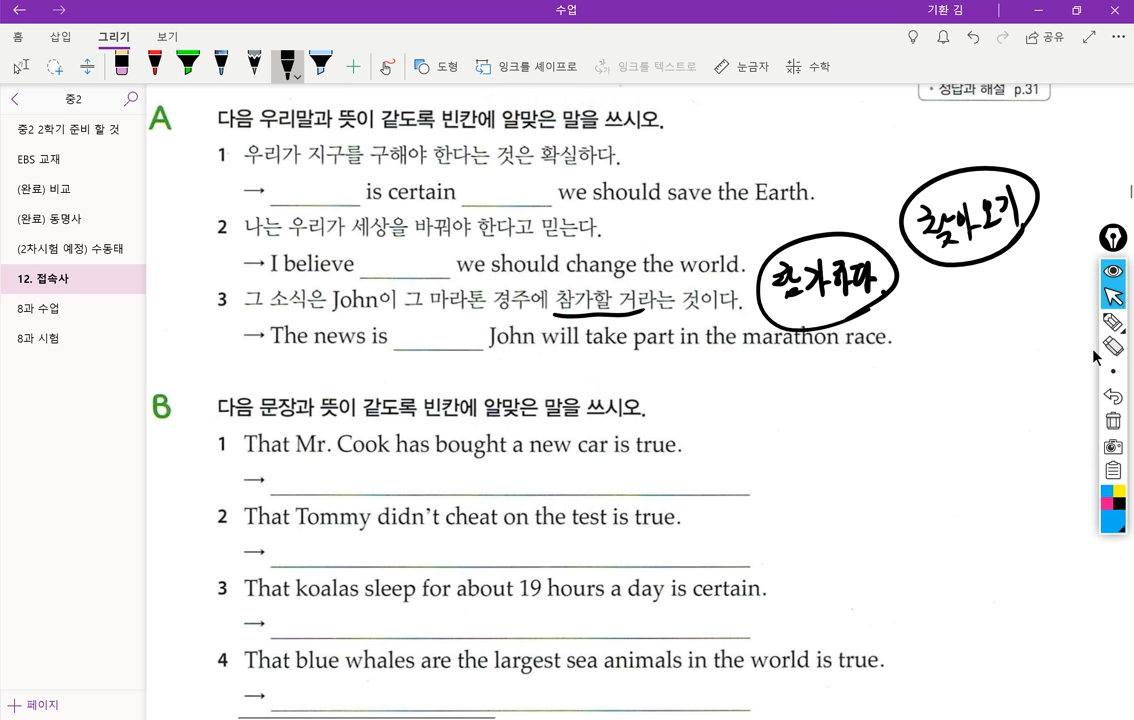 수업
기환 김
홈 삽입 그리기 보기
공유
도형 잉크를 셰이프로 잉크를 텍스트로 눈금자 수학
중2
중2 2학기 준비 할 것
EBS 교재
(완료) 비교
(완료) 동명사
(2차시험 예정) 수동태
12. 접속사
8과 수업
8과 시험
페이지
• 정답과 해설 p.31
A 다음 우리말과 뜻이 같도록 빈칸에 알맞은 말을 쓰시오.
1 우리가 지구를 구해야 한다는 것은 확실하다.
→ ________ is certain ________ we should save the Earth.
찾아오기
2 나는 우리가 세상을 바꿔야 한다고 믿는다.
→ I believe ________ we should change the world.
참가하다.
3 그 소식은 John이 그 마라톤 경주에 참가할 거라는 것이다.
→ The news is ________ John will take part in the marathon race.
B 다음 문장과 뜻이 같도록 빈칸에 알맞은 말을 쓰시오.
1 That Mr. Cook has bought a new car is true.
→
2 That Tommy didn't cheat on the test is true.
→
3 That koalas sleep for about 19 hours a day is certain.
→
4 That blue whales are the largest sea animals in the world is true.
→